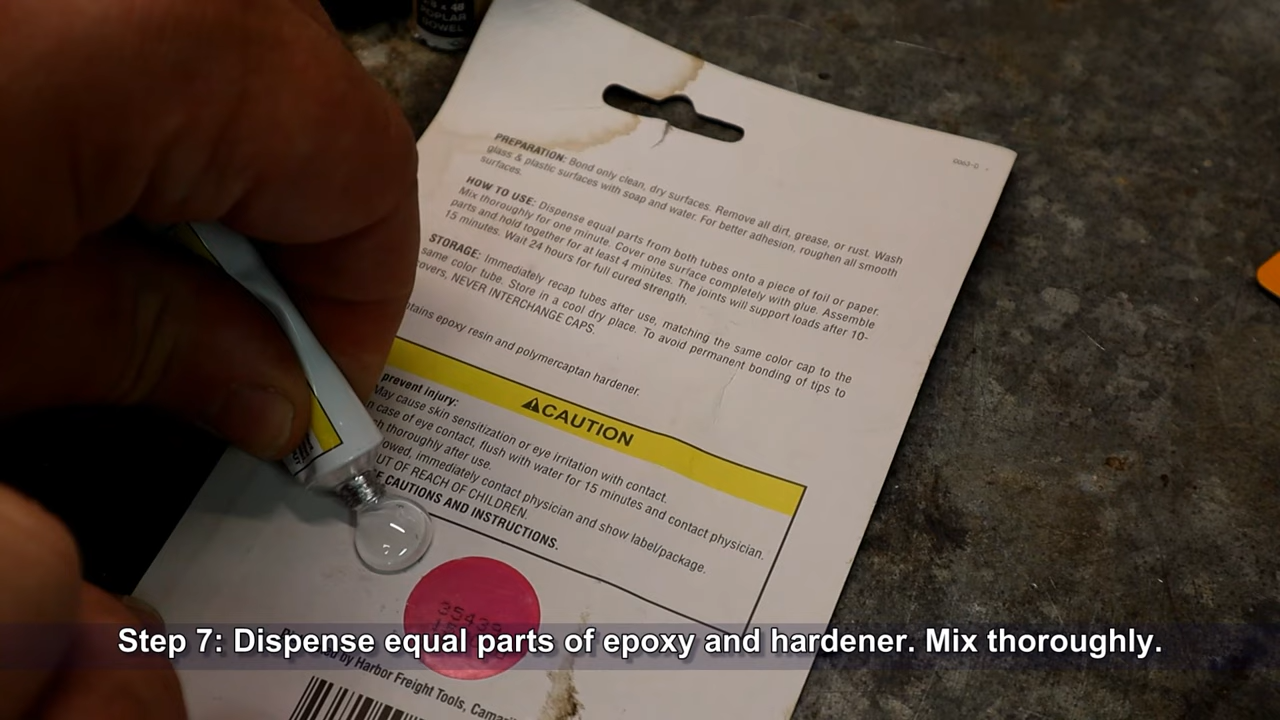 POPLAR
DOWEL
0063-D
PREPARATION: Bond only clean, dry surfaces. Remove all dirt, grease, or rust. Wash
glass & plastic surfaces with soap and water. For better adhesion, roughen all smooth
surfaces.
HOW TO USE: Dispense equal parts from both tubes onto a piece of foil or paper.
Mix thoroughly for one minute. Cover one surface completely with glue. Assemble
parts and hold together for at least 4 minutes. The joints will support loads after 10-
15 minutes. Wait 24 hours for full cured strength.
STORAGE: Immediately recap tubes after use, matching the same color cap to the
same color tube. Store in a cool dry place. To avoid permanent bonding of tips to
covers, NEVER INTERCHANGE CAPS.
epoxy resin and polymercaptan hardener.
CAUTION
prevent injury:
May cause skin sensitization or eye irritation with contact.
case of eye contact, flush with water for 15 minutes and contact physician.
thoroughly after use.
immediately contact physician and show label/package.
OUT OF REACH OF CHILDREN.
CAUTIONS AND INSTRUCTIONS.
35439
by Harbor Freight Tools,
Step 7: Dispense equal parts of epoxy and hardener. Mix thoroughly.